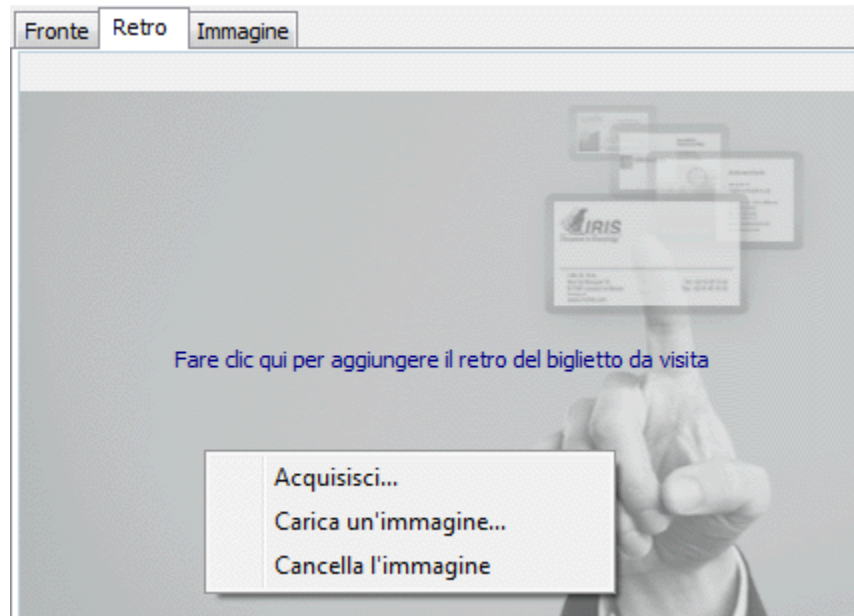 Fronte
Retro
Immagine
IRIS
Fare clic qui per aggiungere il retro del biglietto da visita
Acquisisci...
Carica un'immagine...
Cancella l'immagine